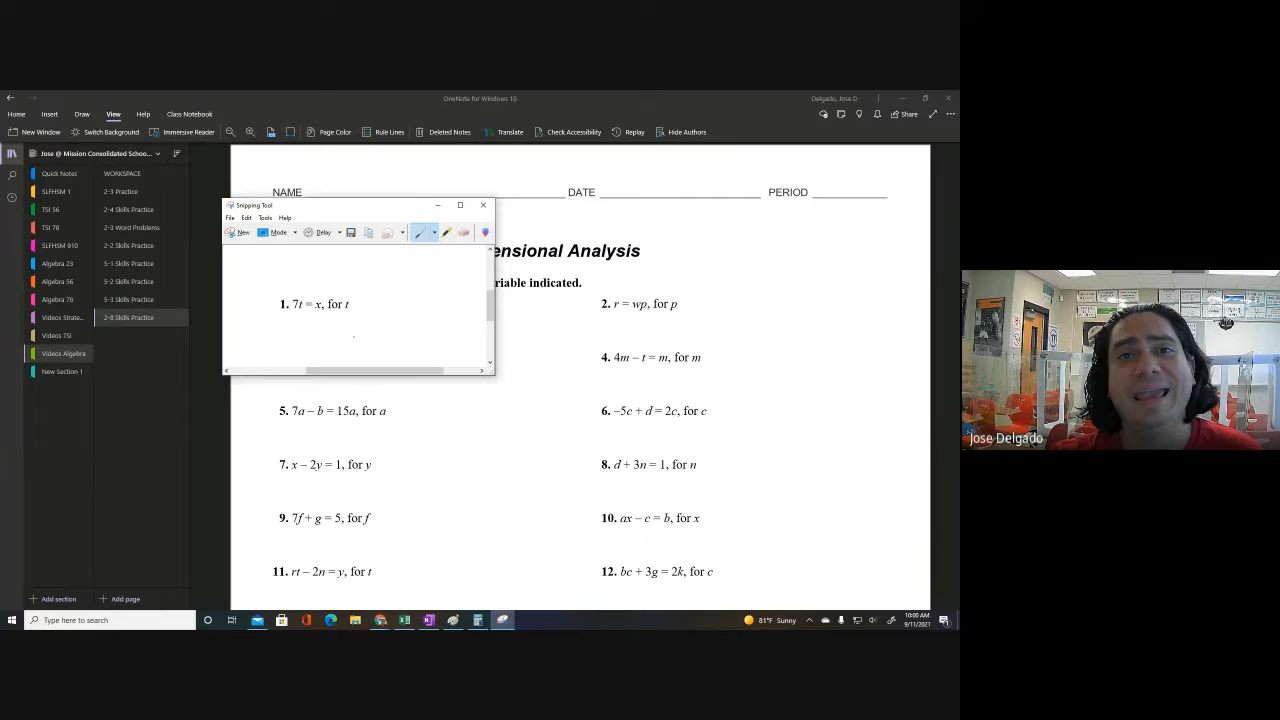 OneNote for Windows 10
Delgado, Jose D
Home Insert Draw View Help Class Notebook
Share
New Window Switch Background Immersive Reader Page Color Rule Lines Deleted Notes Translate Check Accessibility Replay Hide Authors
Jose @ Mission Consolidated Schoo...
Quick Notes
SLFHSM 1
TSI 56
TSI 78
SLFHSM 910
Algebra 23
Algebra 56
Algebra 78
Videos Strate...
Videos TSI
Videos Algebra
New Section 1
WORKSPACE
2-3 Practice
2-4 Skills Practice
2-3 Word Problems
2-2 Skills Practice
5-1 Skills Practice
5-2 Skills Practice
5-3 Skills Practice
2-8 Skills Practice
Add section Add page
NAME DATE PERIOD
Snipping Tool
File Edit Tools Help
New Mode Delay
1. 7t = x, for t
ensional Analysis
riable indicated.
2. r = wp, for p
4. 4m – t = m, for m
5. 7a – b = 15a, for a
6. –5c + d = 2c, for c
7. x – 2y = 1, for y
8. d + 3n = 1, for n
9. 7f + g = 5, for f
10. ax – c = b, for x
11. rt – 2n = y, for t
12. bc + 3g = 2k, for c
Jose Delgado
Type here to search
81°F Sunny
10:00 AM
9/11/2021